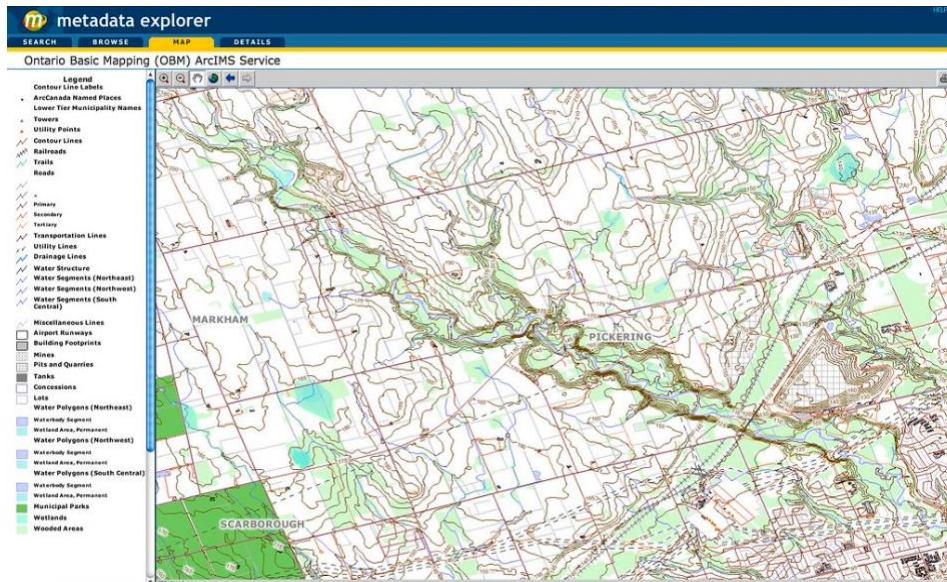 HELP
metadata explorer
SEARCH BROWSE MAP DETAILS
Ontario Basic Mapping (OBM) ArcIMS Service
Legend
Contour Line Labels
ArcCanada Named Places
Lower Tier Municipality Names
Towers
Utility Points
Contour Lines
Railroads
Trails
Roads
Primary
Secondary
Tertiary
Transportation Lines
Utility Lines
Drainage Lines
Water Structure
Water Segments (Northeast)
Water Segments (Northwest)
Water Segments (South
Central)
Miscellaneous Lines
Airport Runways
Building Footprints
Mines
Pits and Quarries
Tanks
Concessions
Lots
Water Polygons (Northeast)
Waterbody Segment
Wetland Area, Permanent
Water Polygons (Northwest)
Waterbody Segment
Wetland Area, Permanent
Water Polygons (South Central)
Waterbody Segment
Wetland Area, Permanent
Municipal Parks
Wetlands
Wooded Areas
MARKHAM
PICKERING
SCARBOROUGH